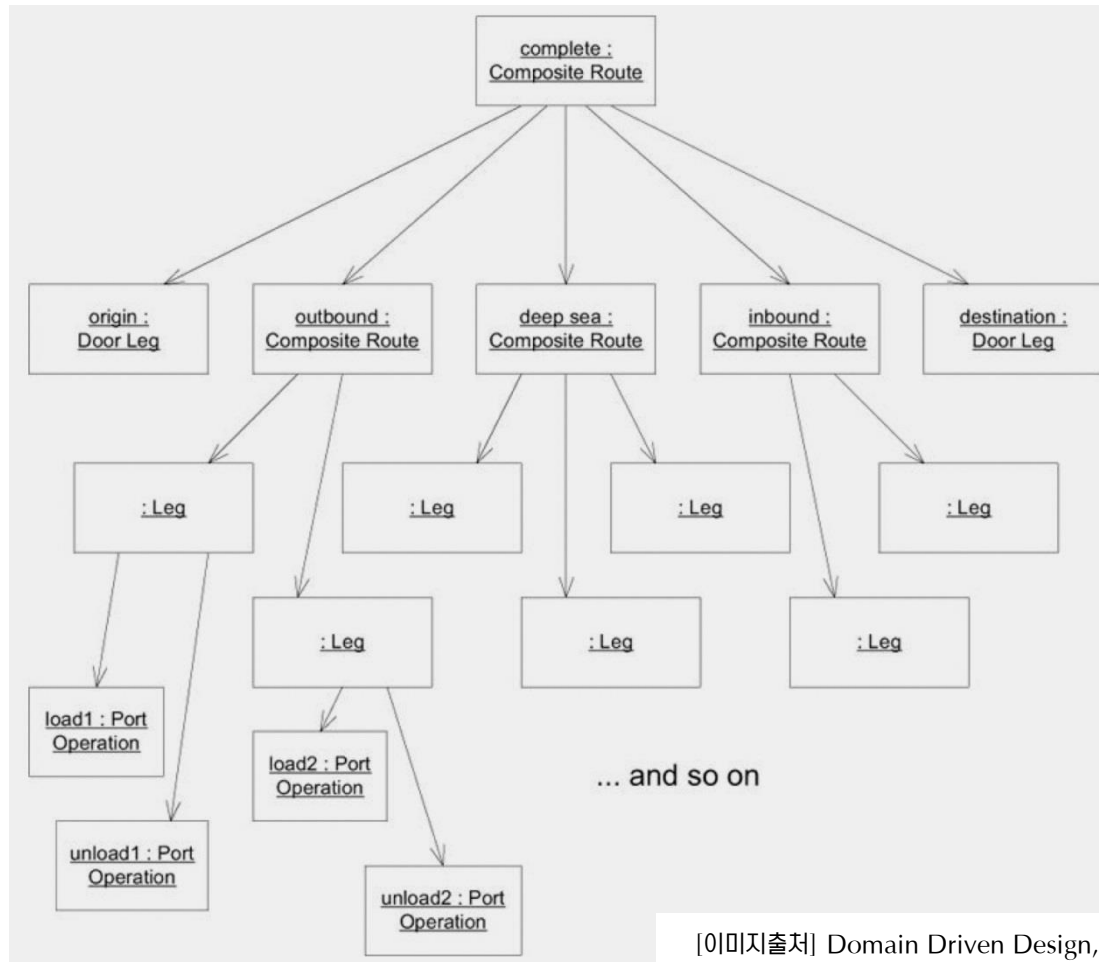 complete :
Composite Route
origin :
Door Leg
outbound :
Composite Route
deep sea :
Composite Route
inbound :
Composite Route
destination :
Door Leg
: Leg
: Leg
: Leg
: Leg
: Leg
: Leg
: Leg
load1 : Port
Operation
load2 : Port
Operation
... and so on
unload1 : Port
Operation
unload2 : Port
Operation
[이미지출처] Domain Driven Design,